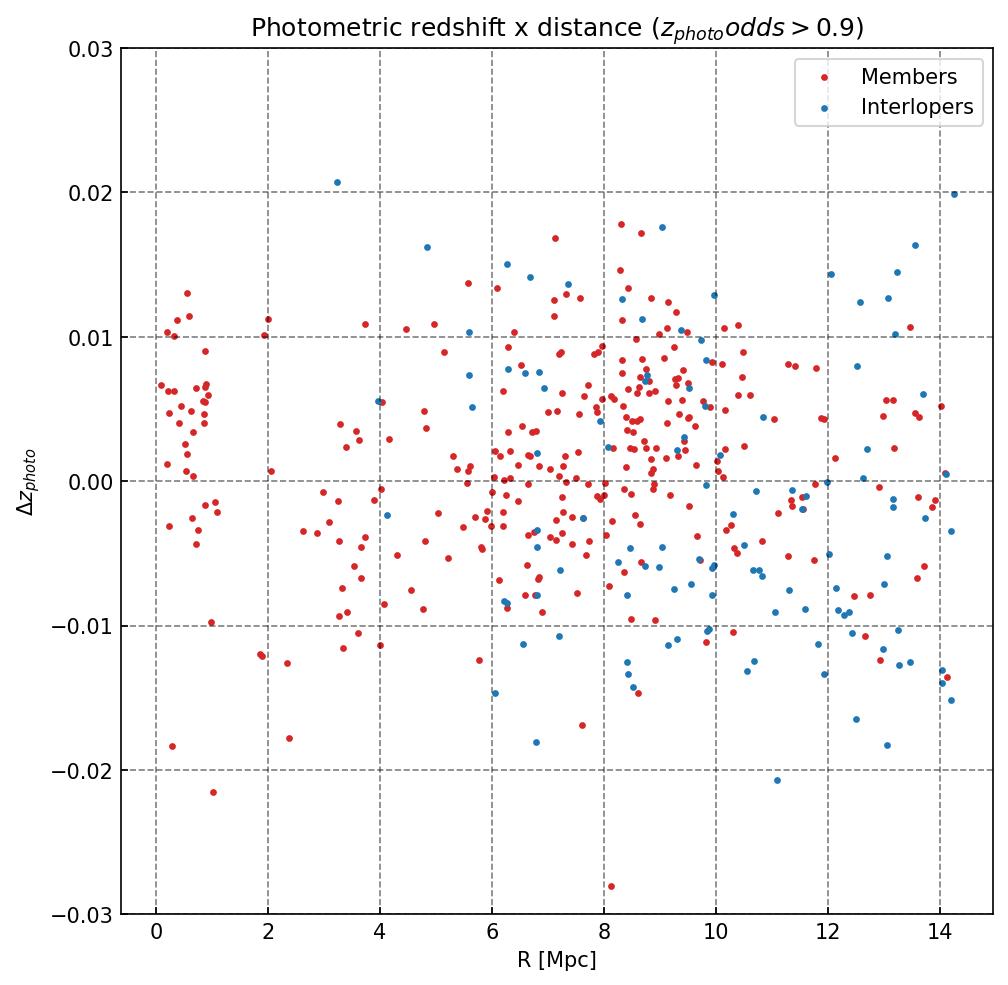 Photometric redshift x distance (z_photo odds > 0.9)
Members
Interlopers
0.03
0.02
0.01
0.00
−0.01
−0.02
−0.03
Δz_photo
0 2 4 6 8 10 12 14
R [Mpc]